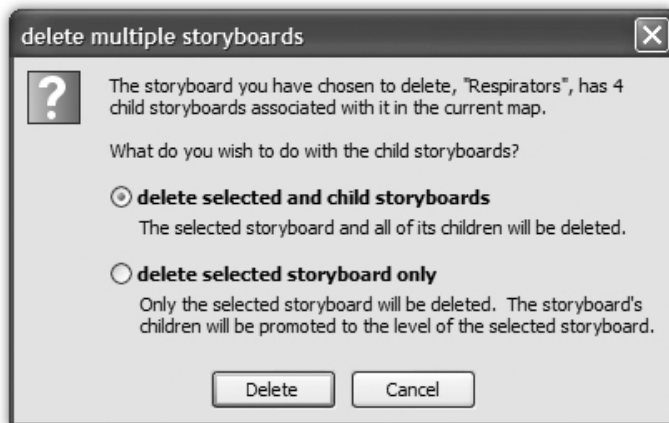 delete multiple storyboards
The storyboard you have chosen to delete, "Respirators", has 4
child storyboards associated with it in the current map.
What do you wish to do with the child storyboards?
delete selected and child storyboards
The selected storyboard and all of its children will be deleted.
delete selected storyboard only
Only the selected storyboard will be deleted. The storyboard's
children will be promoted to the level of the selected storyboard.
Delete Cancel